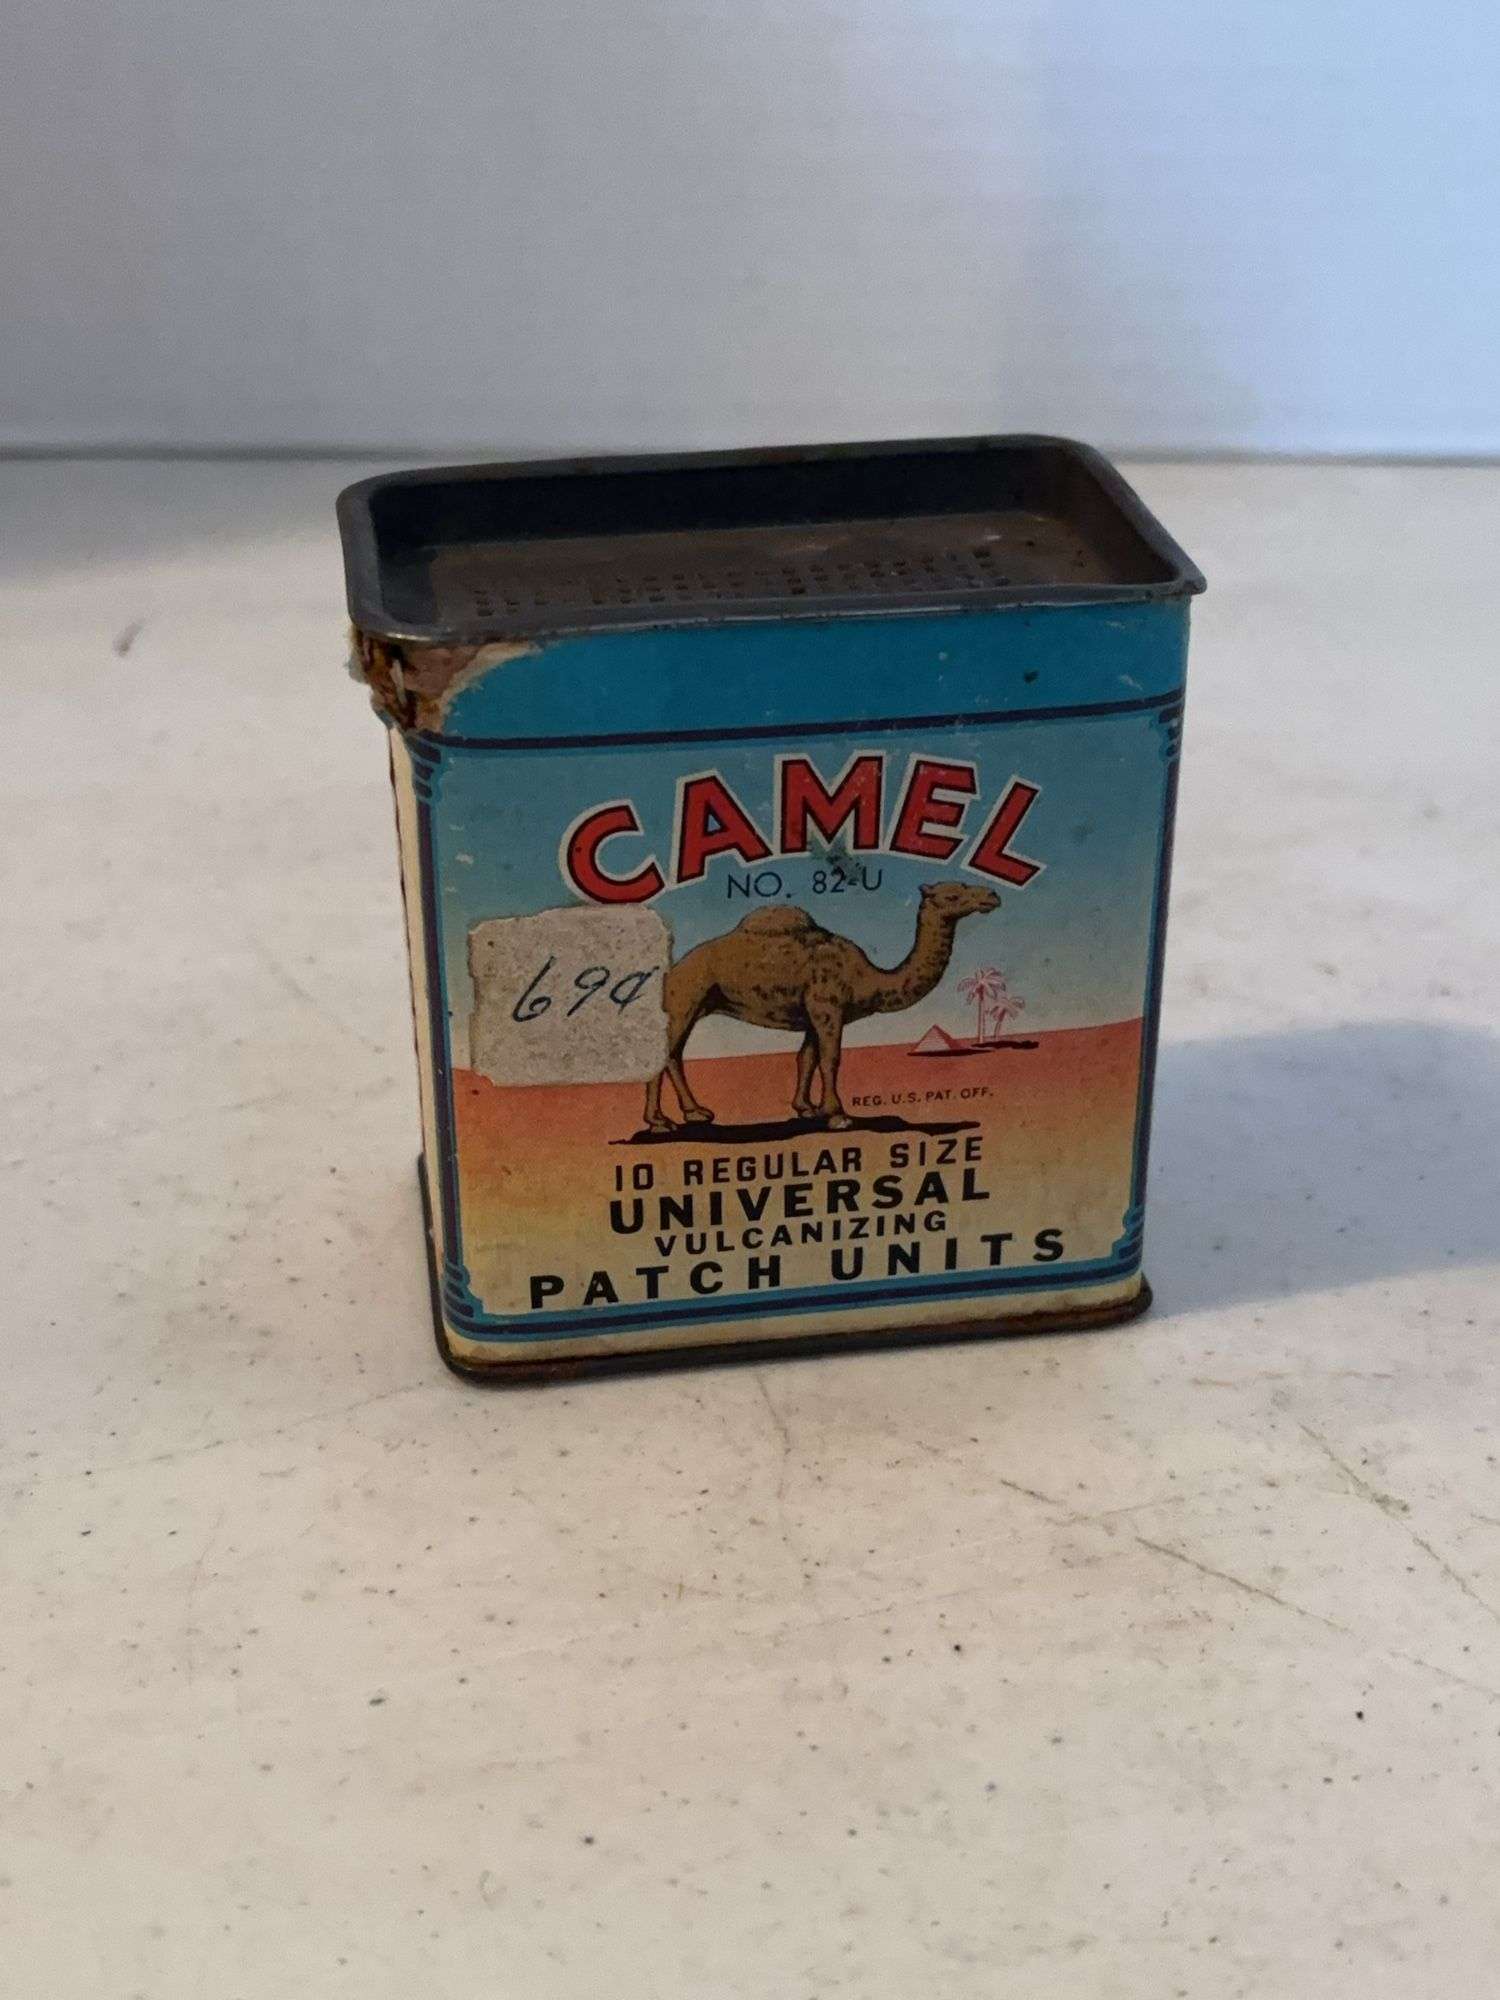 CAMEL
NO. 82-U
69¢
REG. U.S. PAT. OFF.
10 REGULAR SIZE
UNIVERSAL
VULCANIZING
PATCH UNITS